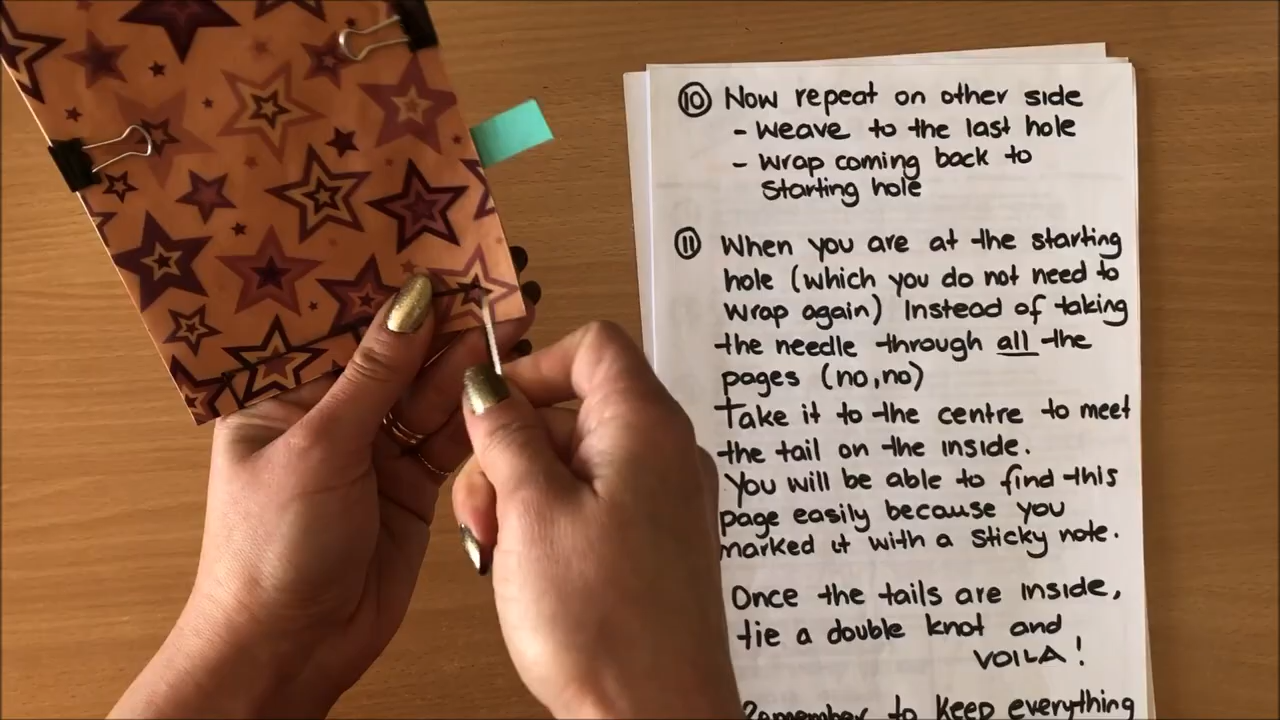 10 Now repeat on other side
- Weave to the last hole
- Wrap coming back to
Starting hole
11 When you are at the starting
hole (which you do not need to
wrap again) Instead of taking
the needle through all the
pages (no,no)
Take it to the centre to meet
the tail on the inside.
You will be able to find this
page easily because you
marked it with a sticky note.
Once the tails are inside,
tie a double knot and
VOILA!
Remember to keep everything